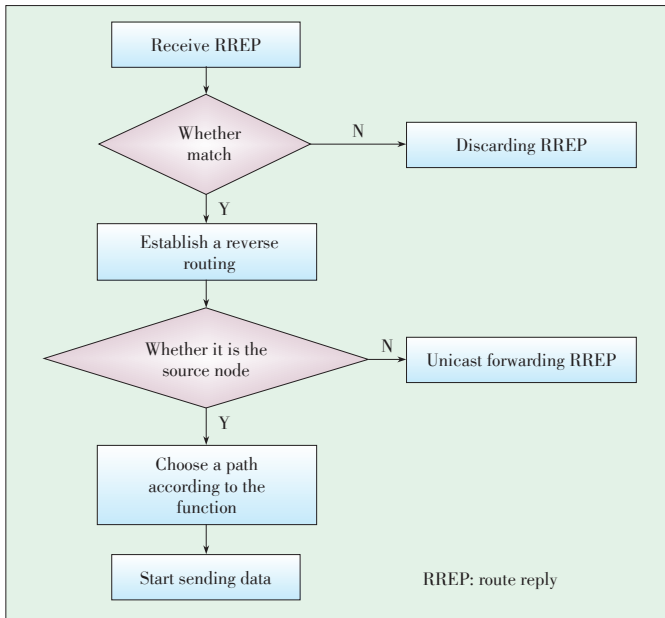 Receive RREP
Whether
match
N
Discarding RREP
Y
Establish a reverse
routing
Whether it is the
source node
N
Unicast forwarding RREP
Y
Choose a path
according to the
function
Start sending data
RREP: route reply